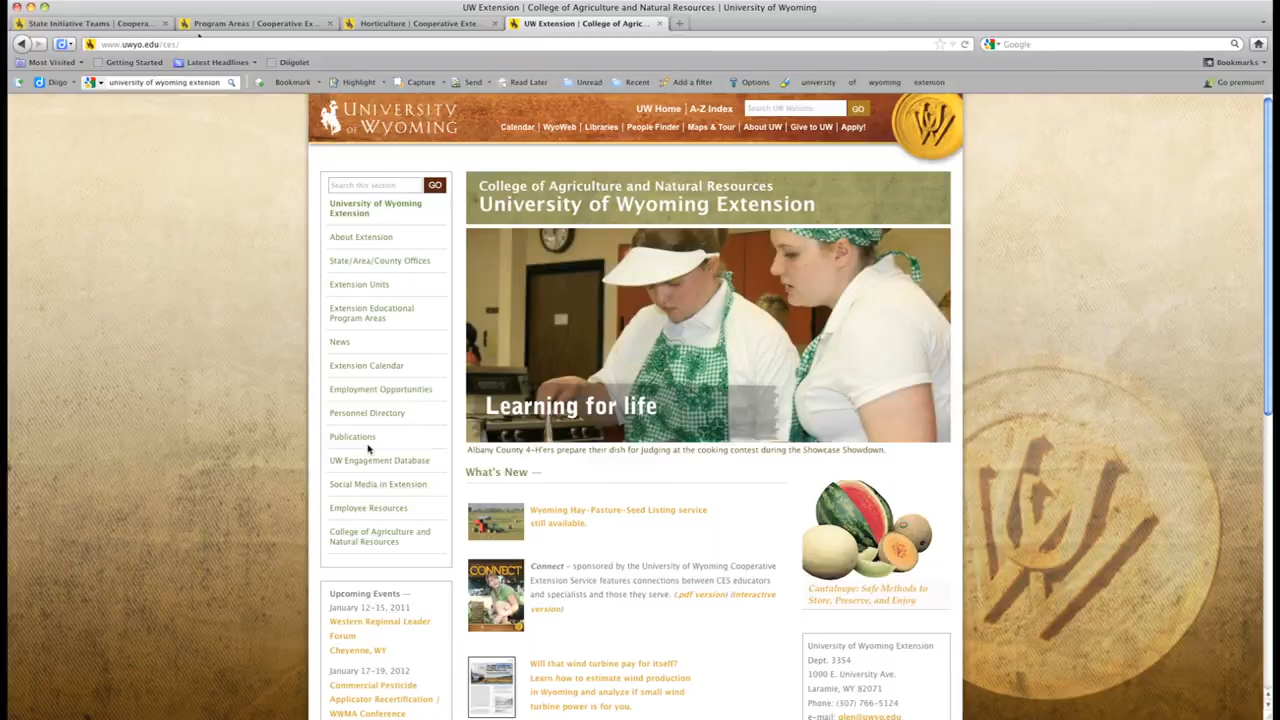 UW Extension | College of Agriculture and Natural Resources | University of Wyoming
State Initiative Teams | Coopera...
Program Areas | Cooperative Ex...
Horticulture | Cooperative Exte...
UW Extension | College of Agric...
www.uwyo.edu/ces/
Google
Most Visited
Getting Started
Latest Headlines
Diigolet
Bookmarks
Diigo
university of wyoming extension
Bookmark
Highlight
Capture
Send
Read Later
Unread
Recent
Add a filter
Options
university
of
wyoming
extension
Go premium!
UNIVERSITY
OF WYOMING
UW Home | A-Z Index
Search UW Website
GO
Calendar | WyoWeb | Libraries | People Finder | Maps & Tour | About UW | Give to UW | Apply!
Search this section
GO
University of Wyoming
Extension
About Extension
State/Area/County Offices
Extension Units
Extension Educational
Program Areas
News
Extension Calendar
Employment Opportunities
Personnel Directory
Publications
UW Engagement Database
Social Media in Extension
Employee Resources
College of Agriculture and
Natural Resources
Upcoming Events —
January 12-15, 2011
Western Regional Leader
Forum
Cheyenne, WY
January 17-19, 2012
Commercial Pesticide
Applicator Recertification /
WWMA Conference
College of Agriculture and Natural Resources
University of Wyoming Extension
Learning for life
Albany County 4-H'ers prepare their dish for judging at the cooking contest during the Showcase Showdown.
What's New —
Wyoming Hay-Pasture-Seed Listing service
still available.
CONNECT
Connect - sponsored by the University of Wyoming Cooperative
Extension Service features connections between CES educators
and specialists and those they serve. (.pdf version) (interactive
version)
Will that wind turbine pay for itself?
Learn how to estimate wind production
in Wyoming and analyze if small wind
turbine power is for you.
Cantaloupe: Safe Methods to
Store, Preserve, and Enjoy
University of Wyoming Extension
Dept. 3354
1000 E. University Ave.
Laramie, WY 82071
Phone: (307) 766-5124
e-mail: glen@uwyo.edu